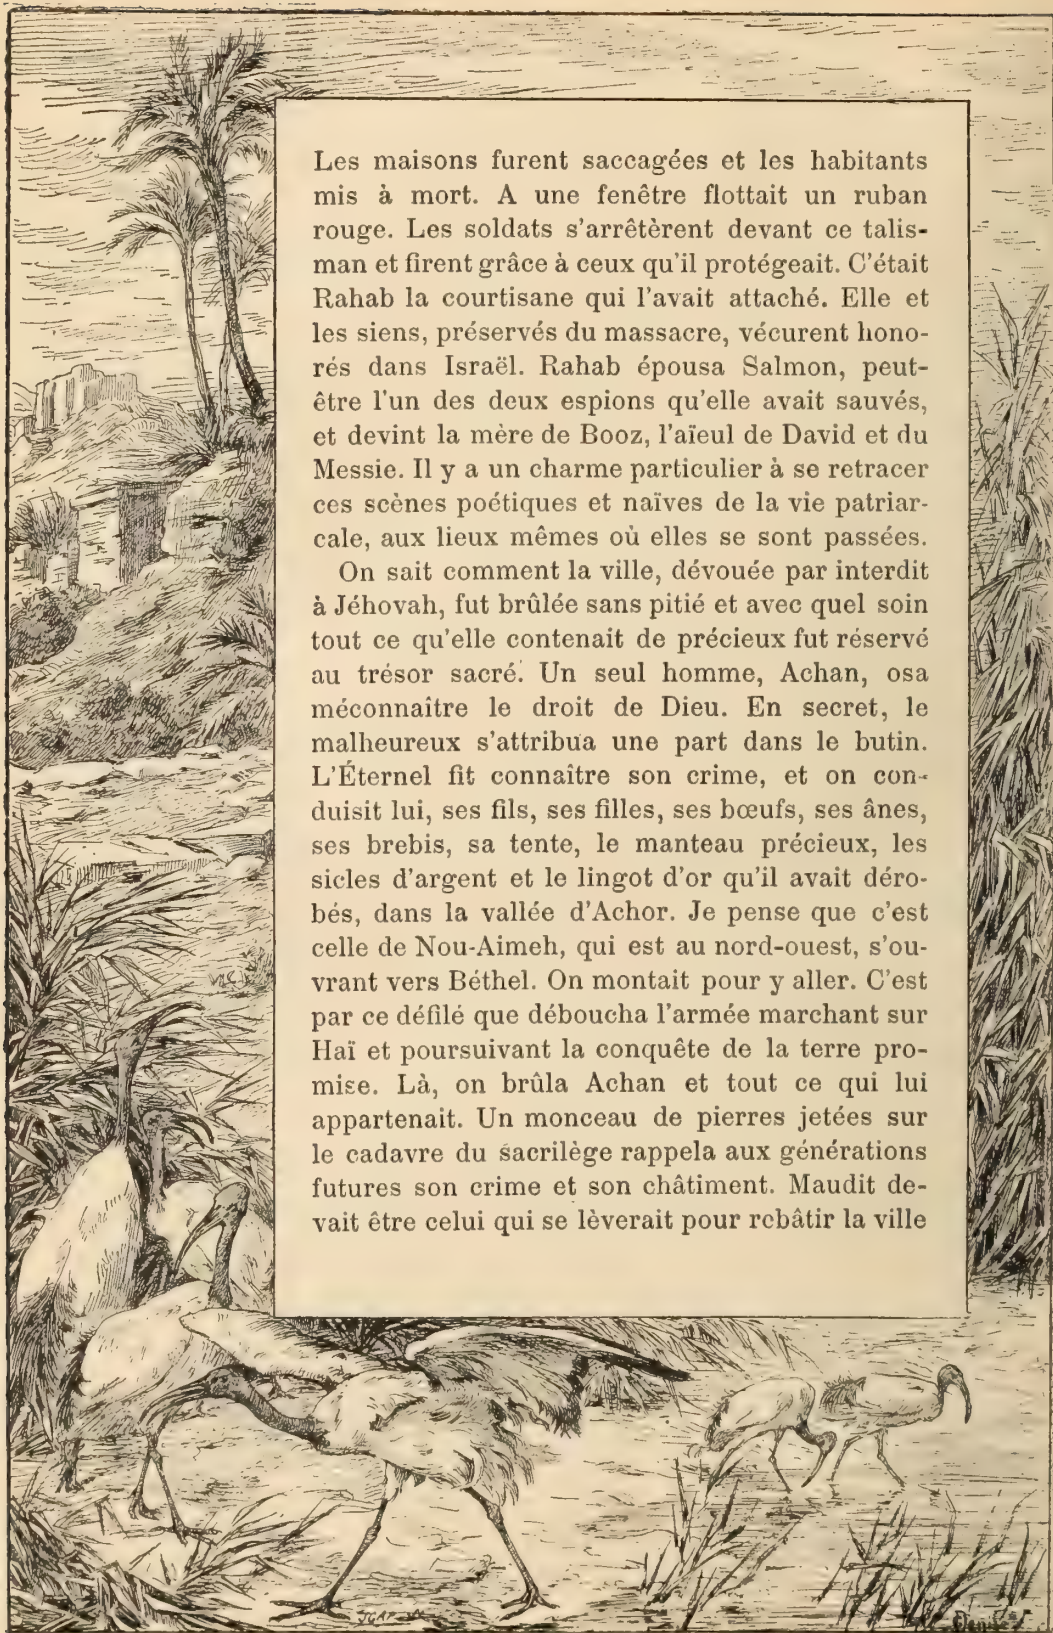 Les maisons furent saccagées et les habitants
mis à mort. A une fenêtre flottait un ruban
rouge. Les soldats s'arrêtèrent devant ce talis-
man et firent grâce à ceux qu'il protégeait. C'était
Rahab la courtisane qui l'avait attaché. Elle et
les siens, préservés du massacre, vécurent hono-
rés dans Israël. Rahab épousa Salmon, peut-
être l'un des deux espions qu'elle avait sauvés,
et devint la mère de Booz, l'aïeul de David et du
Messie. Il y a un charme particulier à se retracer
ces scènes poétiques et naïves de la vie patriar-
cale, aux lieux mêmes où elles se sont passées.
On sait comment la ville, dévouée par interdit
à Jéhovah, fut brûlée sans pitié et avec quel soin
tout ce qu'elle contenait de précieux fut réservé
au trésor sacré. Un seul homme, Achan, osa
méconnaître le droit de Dieu. En secret, le
malheureux s'attribua une part dans le butin.
L'Éternel fit connaître son crime, et on con-
duisit lui, ses fils, ses filles, ses bœufs, ses ânes,
ses brebis, sa tente, le manteau précieux, les
sicles d'argent et le lingot d'or qu'il avait déro-
bés, dans la vallée d'Achor. Je pense que c'est
celle de Nou-Aimeh, qui est au nord-ouest, s'ou-
vrant vers Béthel. On montait pour y aller. C'est
par ce défilé que déboucha l'armée marchant sur
Haï et poursuivant la conquête de la terre pro-
mise. Là, on brûla Achan et tout ce qui lui
appartenait. Un monceau de pierres jetées sur
le cadavre du sacrilège rappela aux générations
futures son crime et son châtiment. Maudit de-
vait être celui qui se lèverait pour rebâtir la ville